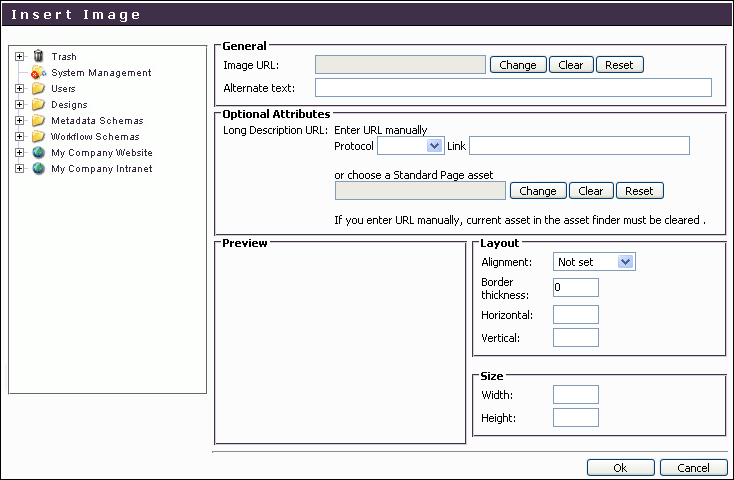 Insert Image
Trash
System Management
Users
Designs
Metadata Schemas
Workflow Schemas
My Company Website
My Company Intranet
General
Image URL: Change Clear Reset
Alternate text:
Optional Attributes
Long Description URL: Enter URL manually
Protocol Link
or choose a Standard Page asset
Change Clear Reset
If you enter URL manually, current asset in the asset finder must be cleared .
Preview
Layout
Alignment: Not set
Border thickness: 0
Horizontal:
Vertical:
Size
Width:
Height:
Ok Cancel